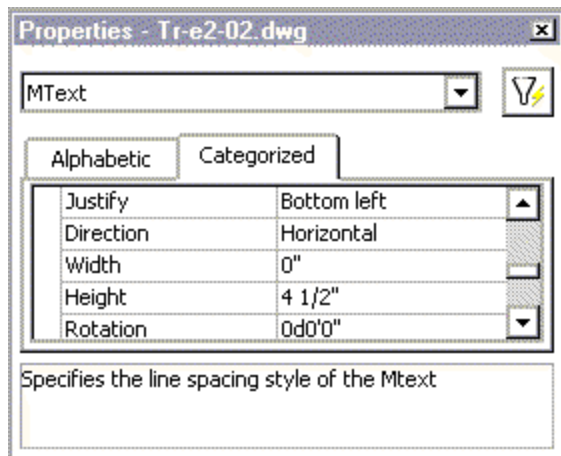 Properties - Tr-e2-02.dwg
MText
Alphabetic Categorized
Justify Bottom left
Direction Horizontal
Width 0"
Height 4 1/2"
Rotation 0d0'0"
Specifies the line spacing style of the Mtext